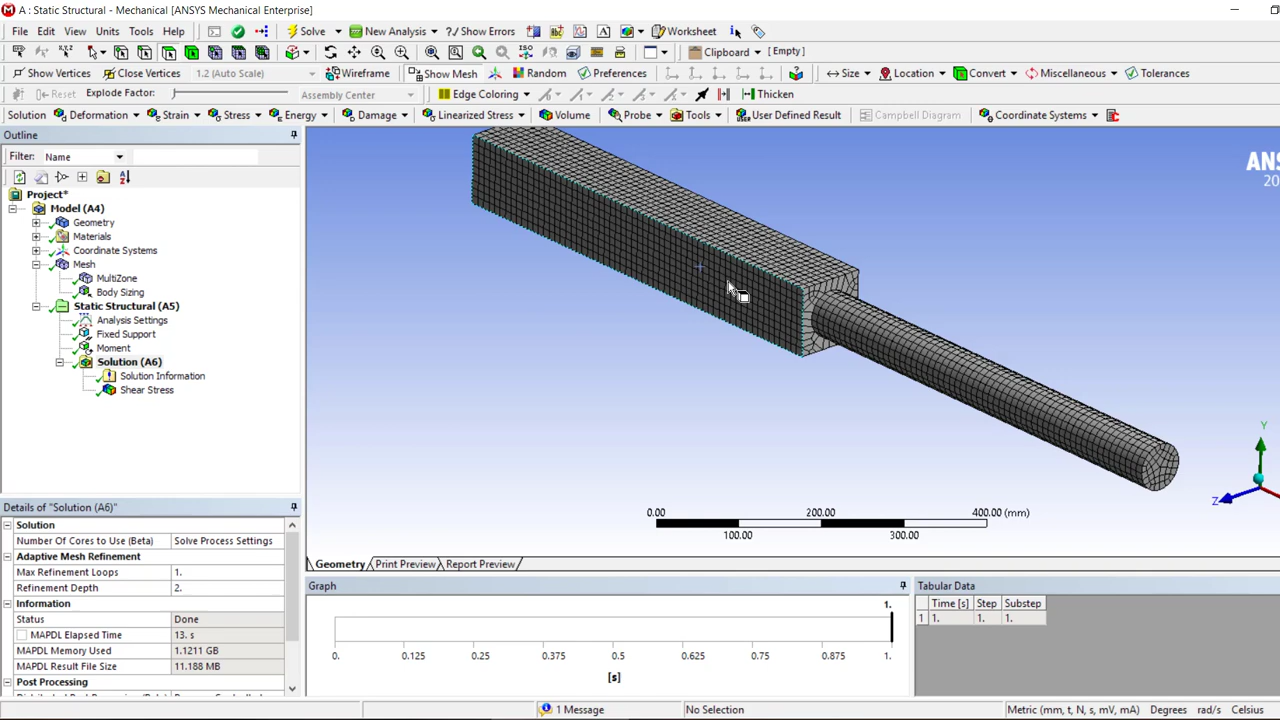 A : Static Structural - Mechanical [ANSYS Mechanical Enterprise]
File Edit View Units Tools Help Solve New Analysis Show Errors Worksheet
Clipboard [ Empty ]
Show Vertices Close Vertices 1.2 (Auto Scale) Wireframe Show Mesh Random Preferences Size Location Convert Miscellaneous Tolerances
Reset Explode Factor: Assembly Center Edge Coloring Thicken
Solution Deformation Strain Stress Energy Damage Linearized Stress Volume Probe Tools User Defined Result Campbell Diagram Coordinate Systems
Outline
Filter: Name
Project*
Model (A4)
Geometry
Materials
Coordinate Systems
Mesh
MultiZone
Body Sizing
Static Structural (A5)
Analysis Settings
Fixed Support
Moment
Solution (A6)
Solution Information
Shear Stress
Details of "Solution (A6)"
Solution
Number Of Cores to Use (Beta) Solve Process Settings
Adaptive Mesh Refinement
Max Refinement Loops 1.
Refinement Depth 2.
Information
Status Done
MAPDL Elapsed Time 13. s
MAPDL Memory Used 1.1211 GB
MAPDL Result File Size 11.188 MB
Post Processing
ANS
20
Y
Z
0.00 200.00 400.00 (mm)
100.00 300.00
Geometry Print Preview Report Preview
Graph
1.
0. 0.125 0.25 0.375 0.5 0.625 0.75 0.875 1.
[s]
Tabular Data
Time [s] Step Substep
1 1. 1. 1.
1 Message No Selection Metric (mm, t, N, s, mV, mA) Degrees rad/s Celsius